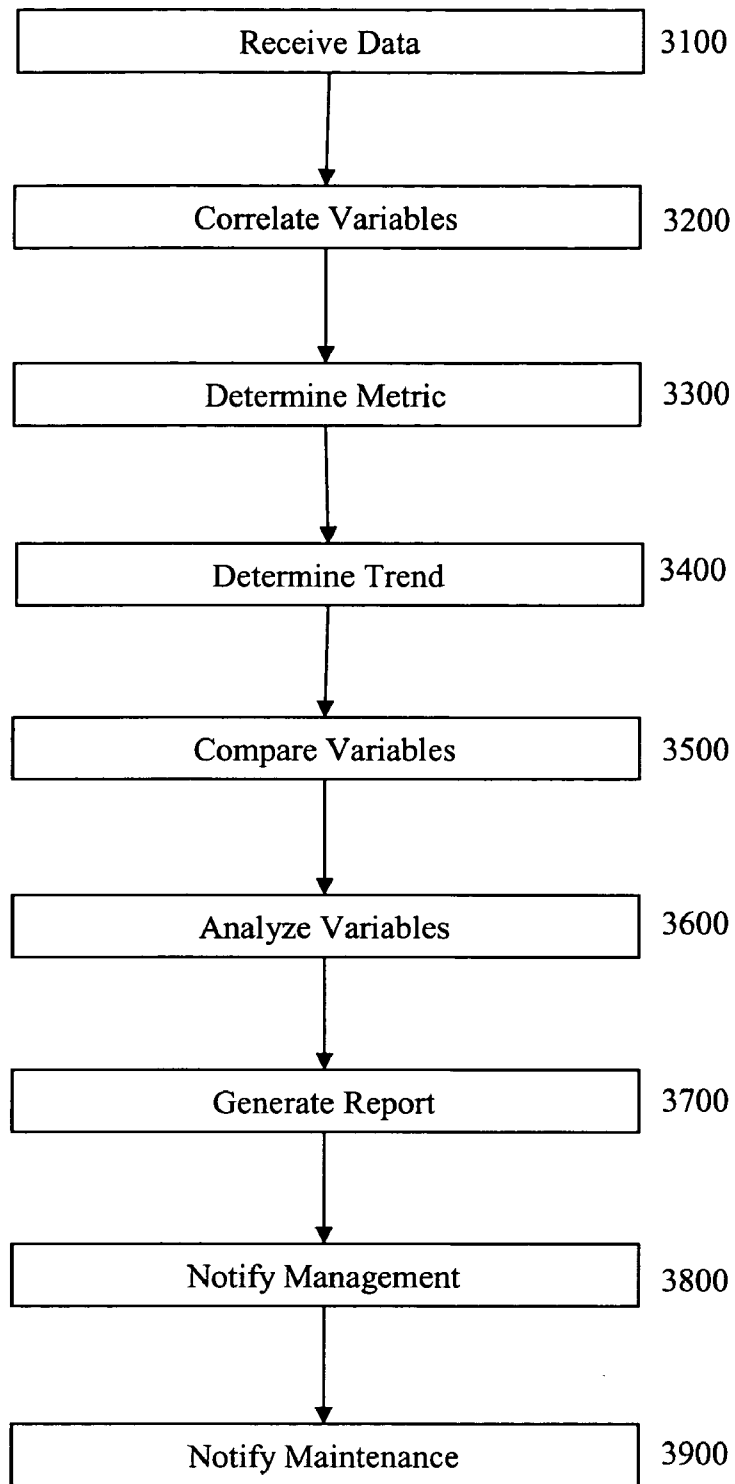 Receive Data 3100
Correlate Variables 3200
Determine Metric 3300
Determine Trend 3400
Compare Variables 3500
Analyze Variables 3600
Generate Report 3700
Notify Management 3800
Notify Maintenance 3900